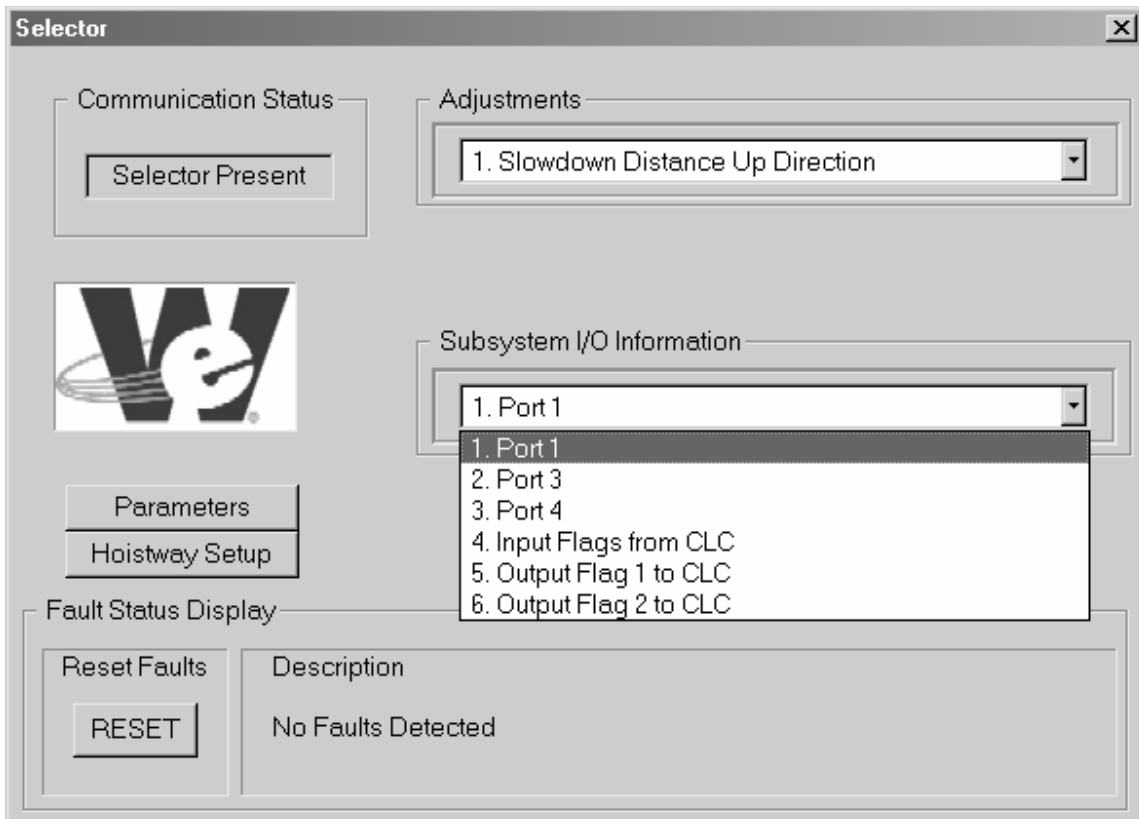 Selector
Communication Status
Selector Present
Adjustments
1. Slowdown Distance Up Direction
We
®
Subsystem I/O Information
1. Port 1
1. Port 1
2. Port 3
3. Port 4
4. Input Flags from CLC
5. Output Flag 1 to CLC
6. Output Flag 2 to CLC
Parameters
Hoistway Setup
Fault Status Display
Reset Faults
RESET
Description
No Faults Detected